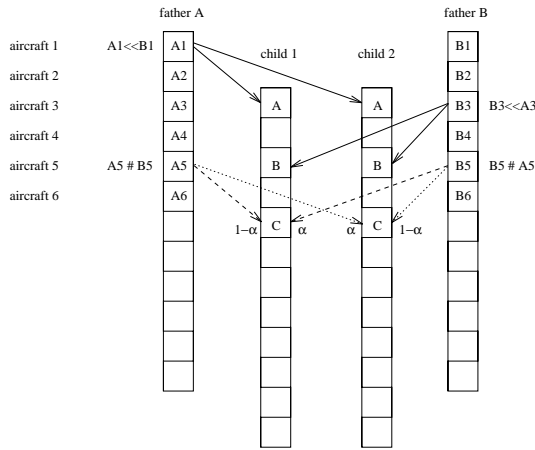 father A
father B
aircraft 1 A1<<B1 A1 B1
child 1 child 2
aircraft 2 A2 B2
aircraft 3 A3 A A B3 B3<<A3
aircraft 4 A4 B4
aircraft 5 A5 # B5 A5 B B B5 B5 # A5
aircraft 6 A6 B6
1−α C α α C 1−α